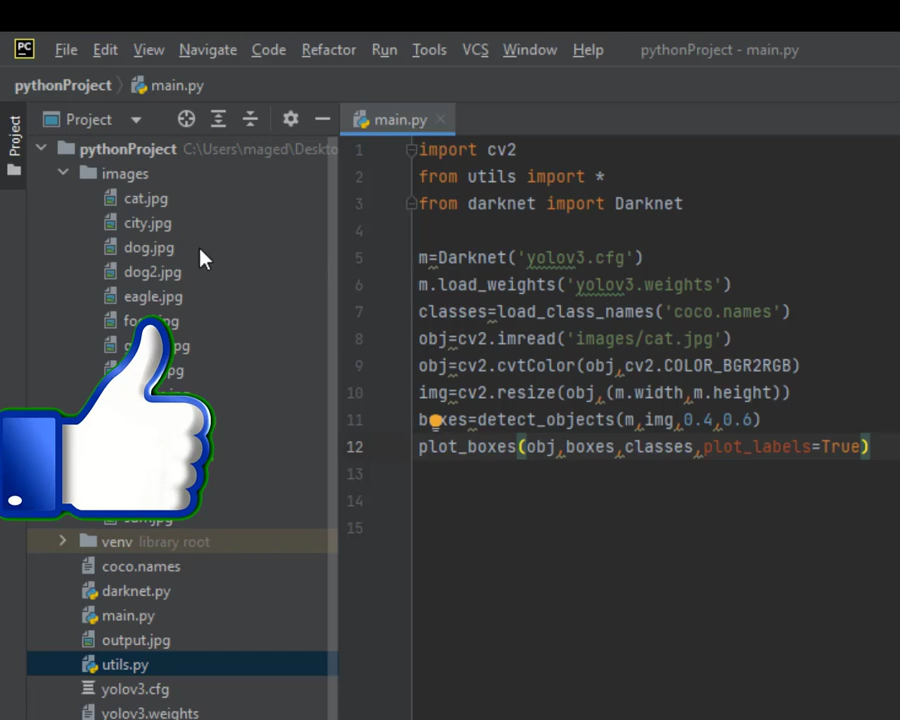 PC File Edit View Navigate Code Refactor Run Tools VCS Window Help pythonProject - main.py
pythonProject main.py
Project
Project
main.py
pythonProject C:\Users\maged\Deskto
images
cat.jpg
city.jpg
dog.jpg
dog2.jpg
eagle.jpg
venv library root
coco.names
darknet.py
main.py
output.jpg
utils.py
yolov3.cfg
yolov3.weights
1 import cv2
2 from utils import *
3 from darknet import Darknet
4
5 m=Darknet('yolov3.cfg')
6 m.load_weights('yolov3.weights')
7 classes=load_class_names('coco.names')
8 obj=cv2.imread('images/cat.jpg')
9 obj=cv2.cvtColor(obj,cv2.COLOR_BGR2RGB)
10 img=cv2.resize(obj,(m.width,m.height))
11 boxes=detect_objects(m,img,0.4,0.6)
12 plot_boxes(obj,boxes,classes,plot_labels=True)
13
14
15